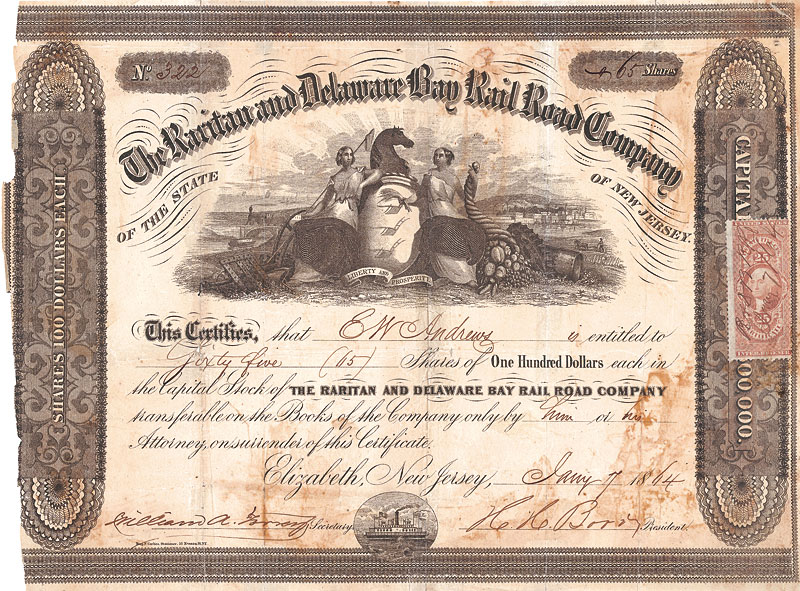 No. 322
65 Shares
The Raritan and Delaware Bay Rail Road Company
OF THE STATE
OF NEW JERSEY.
LIBERTY AND PROSPERITY
SHARES 100 DOLLARS EACH
CAPITAL
00,000.
25
This Certifies, that E W Andrews is entitled to
Sixty five (65) Shares of One Hundred Dollars each in
the Capital Stock of THE RARITAN AND DELAWARE BAY RAIL ROAD COMPANY
transferable on the Books of the Company only by him or his
Attorney, on surrender of this Certificate.
Elizabeth, New Jersey, Jany 7 1864
William A. Secretary.
President.